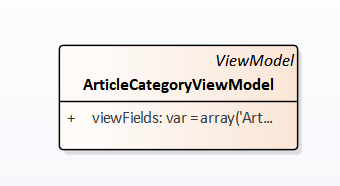 ViewModel
ArticleCategoryViewModel
+ viewFields: var = array('Art...